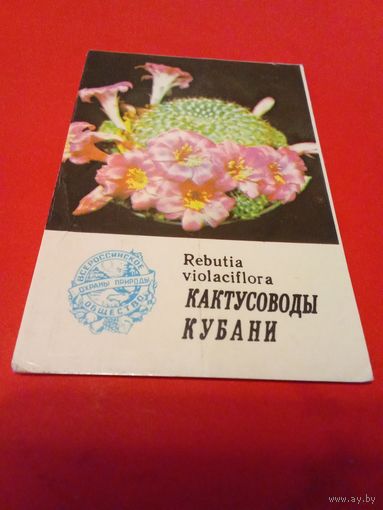 Rebutia
violaciflora
КАКТУСОВОДЫ
КУБАНИ
ВСЕРОССИЙСКОЕ
ОХРАНЫ ПРИРОДЫ
ОБЩЕСТВО
www.ay.by